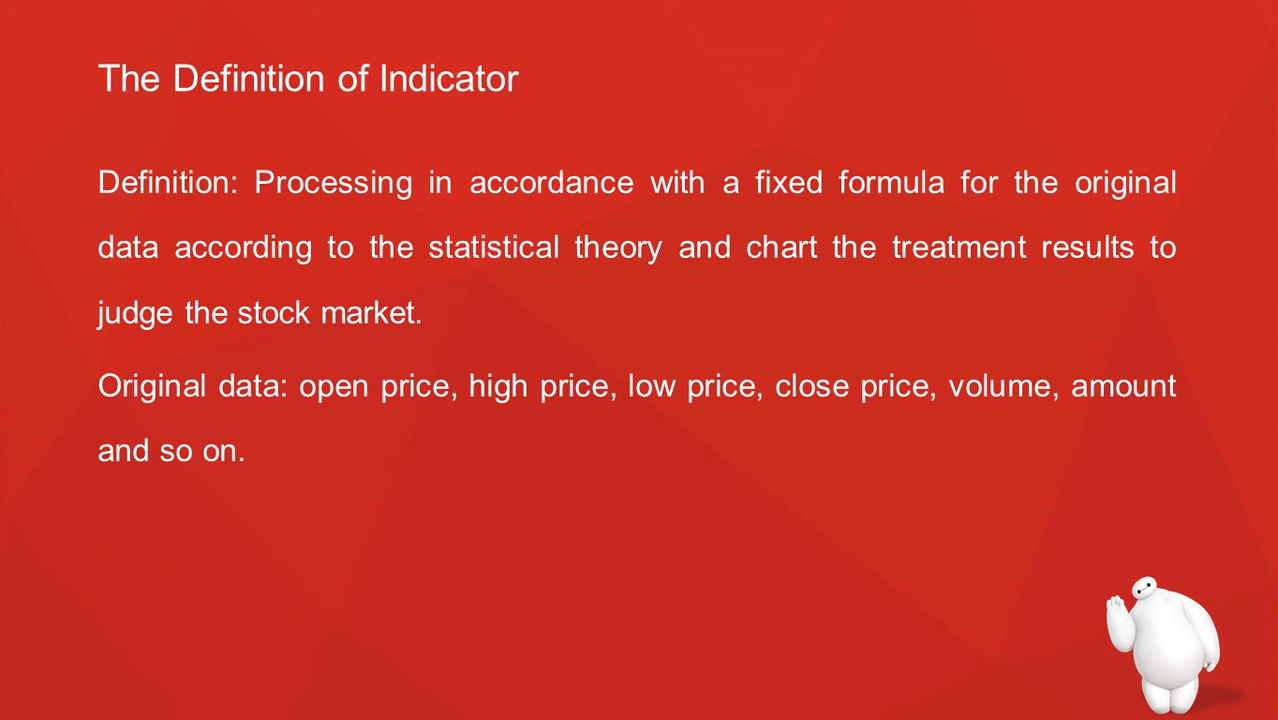 The Definition of Indicator
Definition: Processing in accordance with a fixed formula for the original
data according to the statistical theory and chart the treatment results to
judge the stock market.
Original data: open price, high price, low price, close price, volume, amount
and so on.